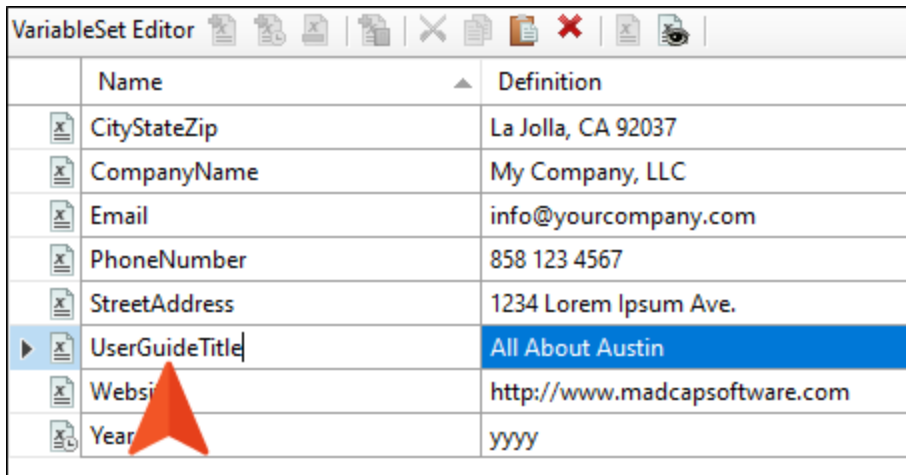 VariableSet Editor
Name Definition
CityStateZip La Jolla, CA 92037
CompanyName My Company, LLC
Email info@yourcompany.com
PhoneNumber 858 123 4567
StreetAddress 1234 Lorem Ipsum Ave.
UserGuideTitle All About Austin
http://www.madcapsoftware.com
Year yyyy